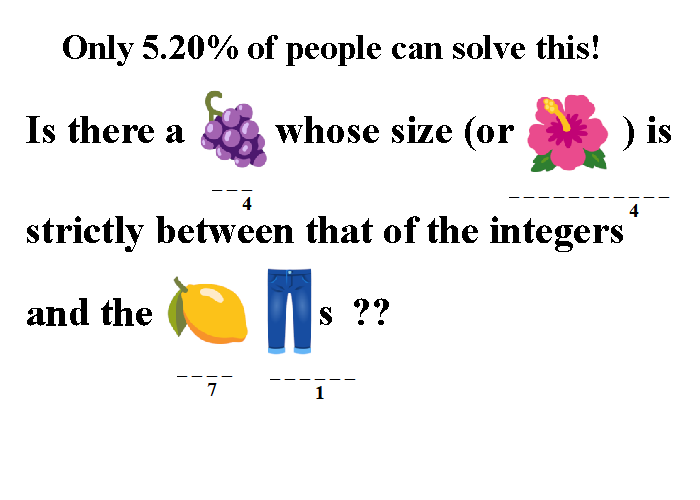 Only 5.20% of people can solve this!
Is there a whose size (or ) is
_ _ _ _ _ _ _ _ _ _ _ _ _ _
4 4
strictly between that of the integers
and the s ??
_ _ _ _ _ _ _ _ _ _
7 1